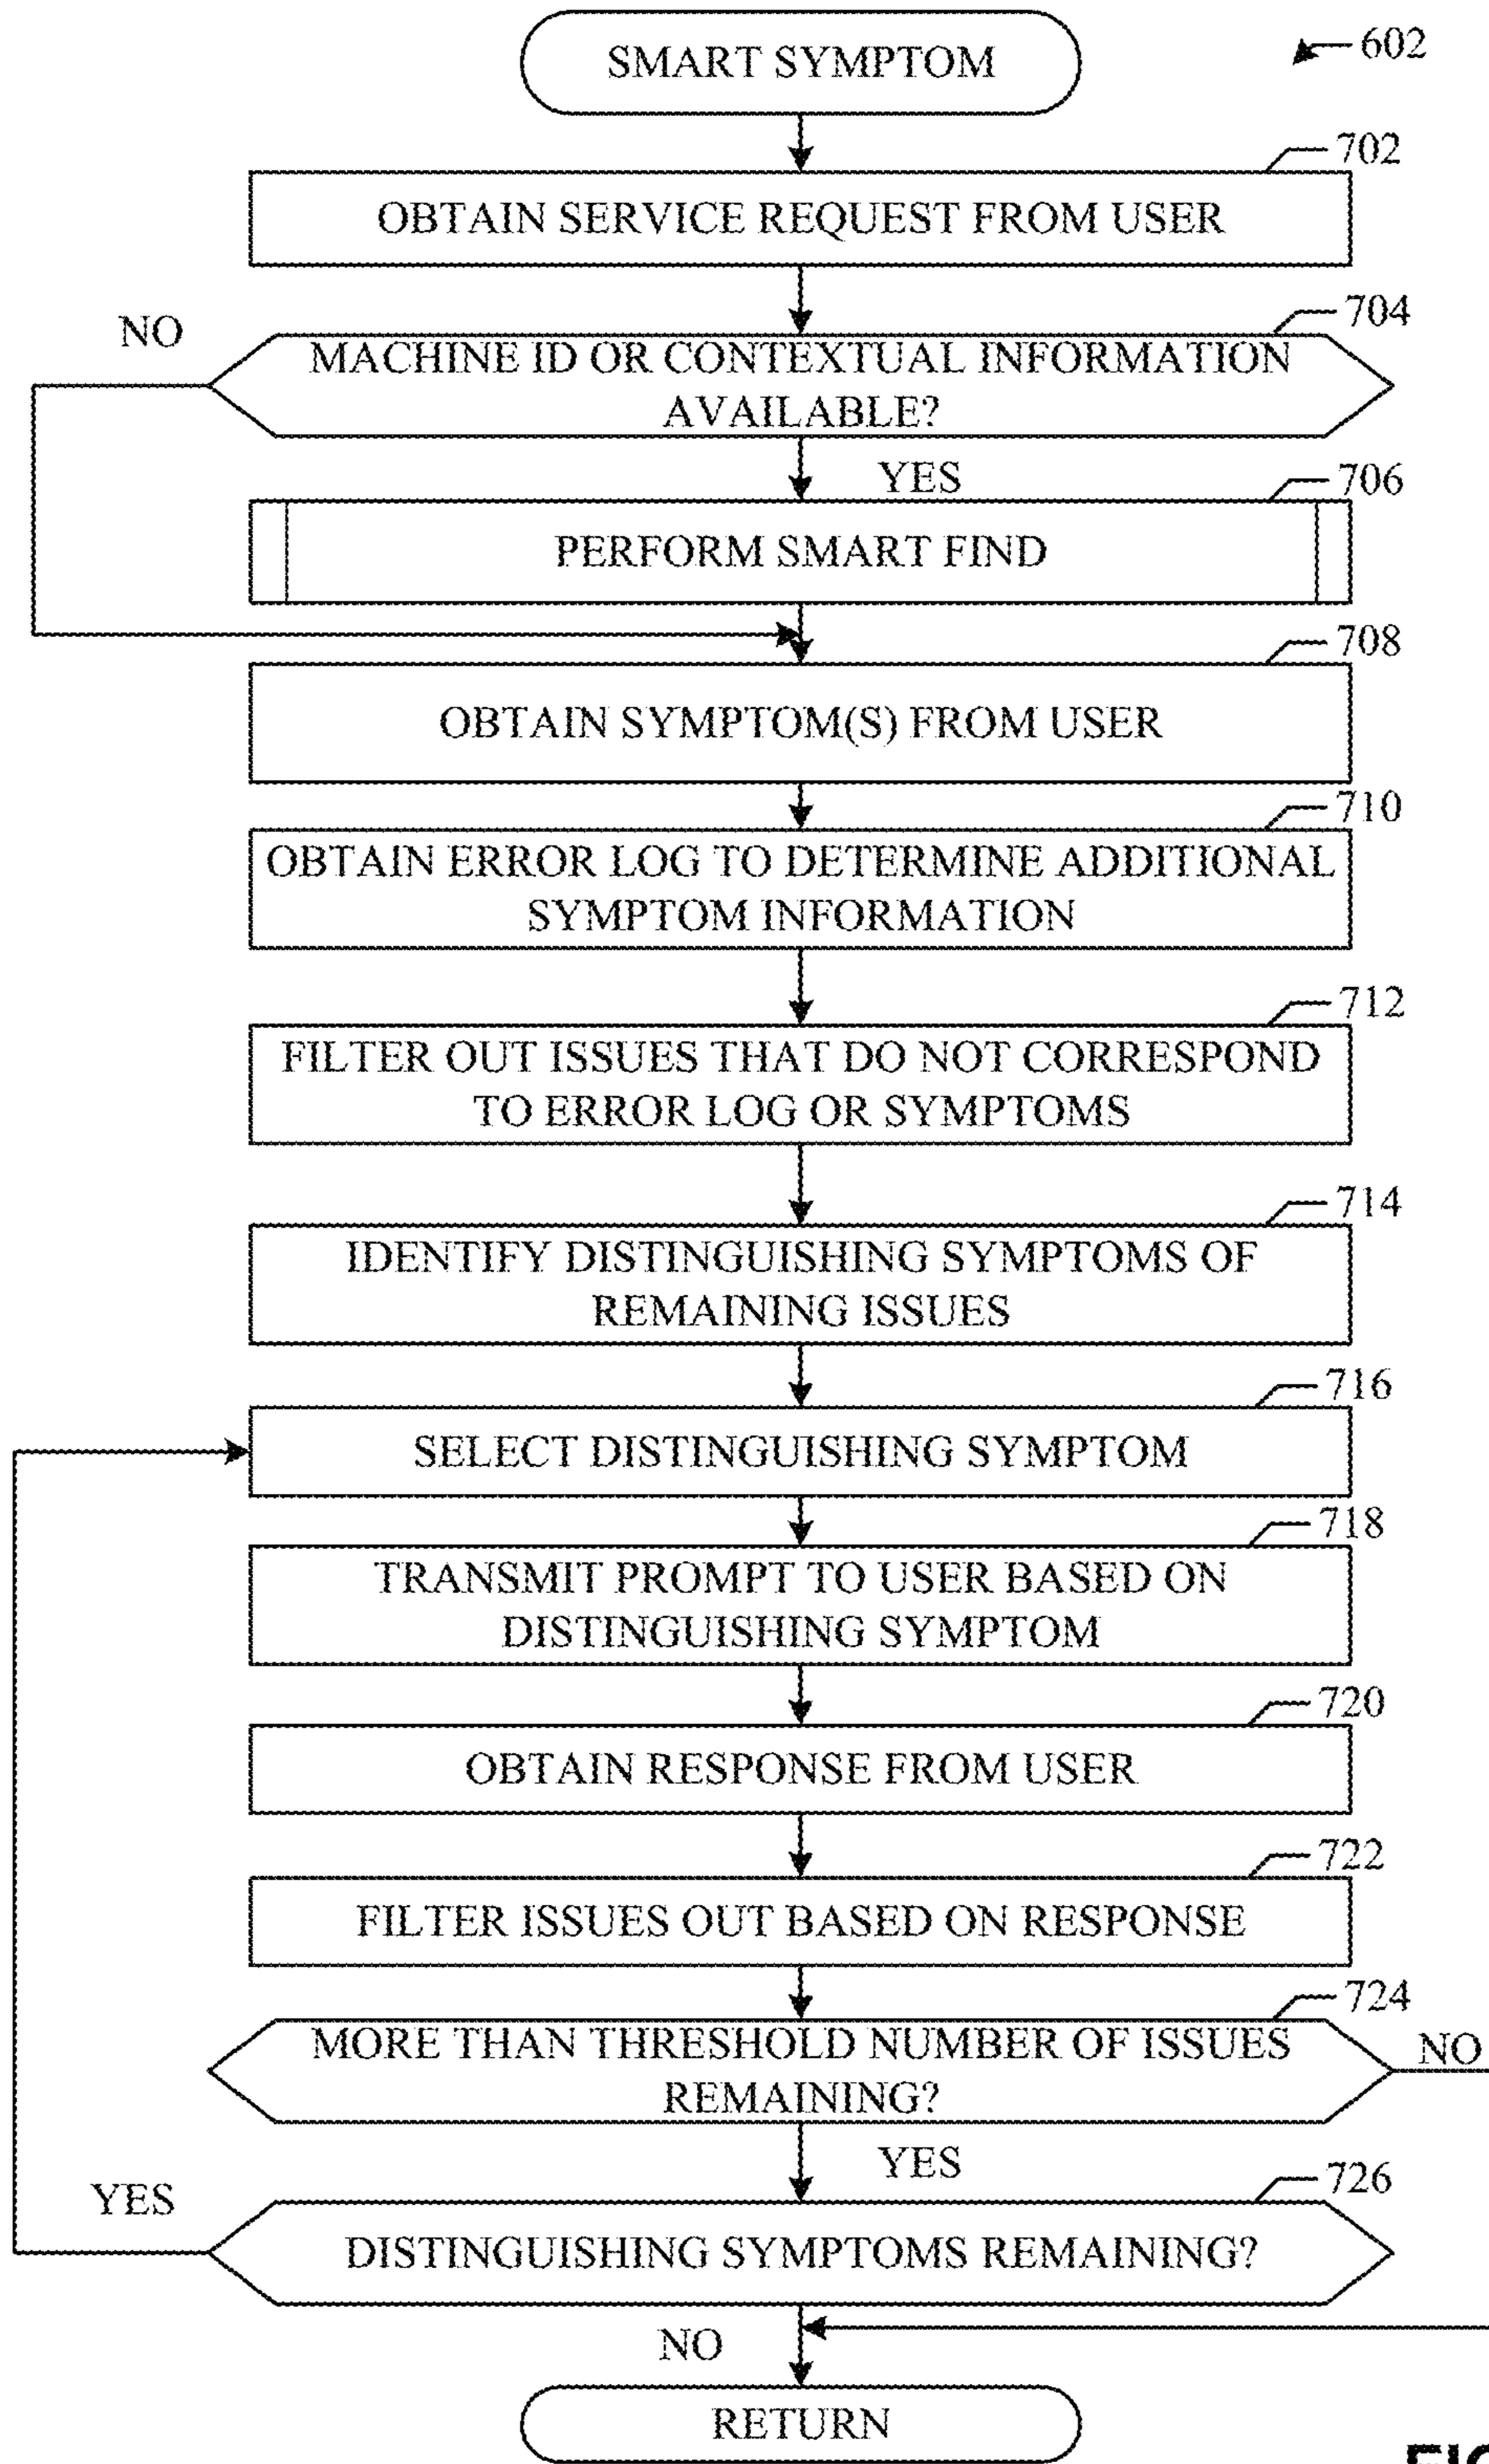 SMART SYMPTOM
602
702
OBTAIN SERVICE REQUEST FROM USER
704
NO
MACHINE ID OR CONTEXTUAL INFORMATION
AVAILABLE?
YES
706
PERFORM SMART FIND
708
OBTAIN SYMPTOM(S) FROM USER
710
OBTAIN ERROR LOG TO DETERMINE ADDITIONAL
SYMPTOM INFORMATION
712
FILTER OUT ISSUES THAT DO NOT CORRESPOND
TO ERROR LOG OR SYMPTOMS
714
IDENTIFY DISTINGUISHING SYMPTOMS OF
REMAINING ISSUES
716
SELECT DISTINGUISHING SYMPTOM
718
TRANSMIT PROMPT TO USER BASED ON
DISTINGUISHING SYMPTOM
720
OBTAIN RESPONSE FROM USER
722
FILTER ISSUES OUT BASED ON RESPONSE
724
MORE THAN THRESHOLD NUMBER OF ISSUES
REMAINING?
NO
YES
726
YES
DISTINGUISHING SYMPTOMS REMAINING?
NO
RETURN